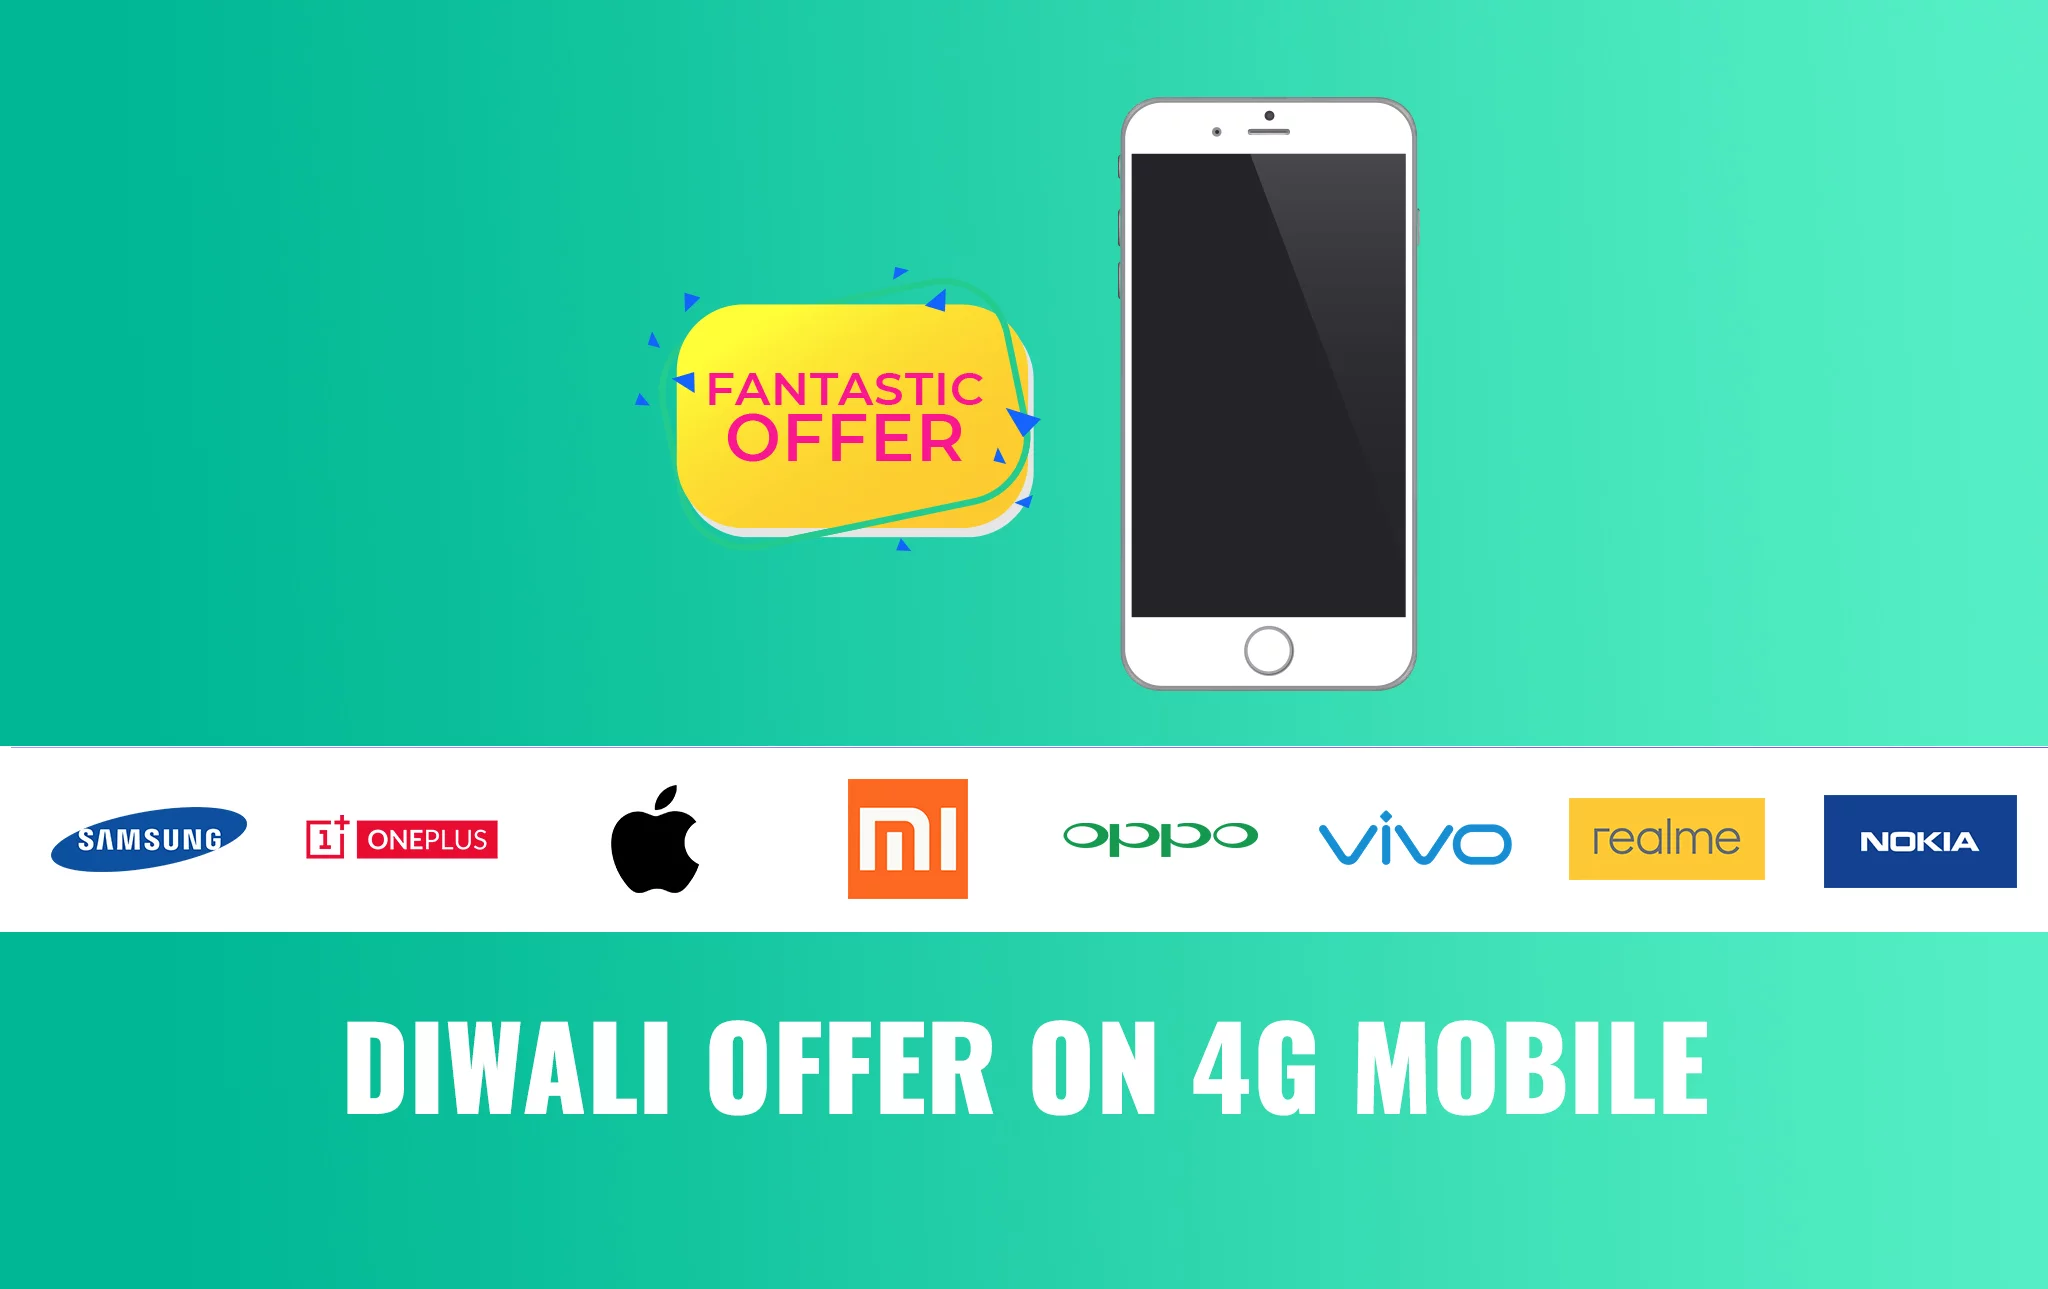 FANTASTIC
OFFER
SAMSUNG
1+ ONEPLUS
mi
oppo
vivo
realme
NOKIA
DIWALI OFFER ON 4G MOBILE